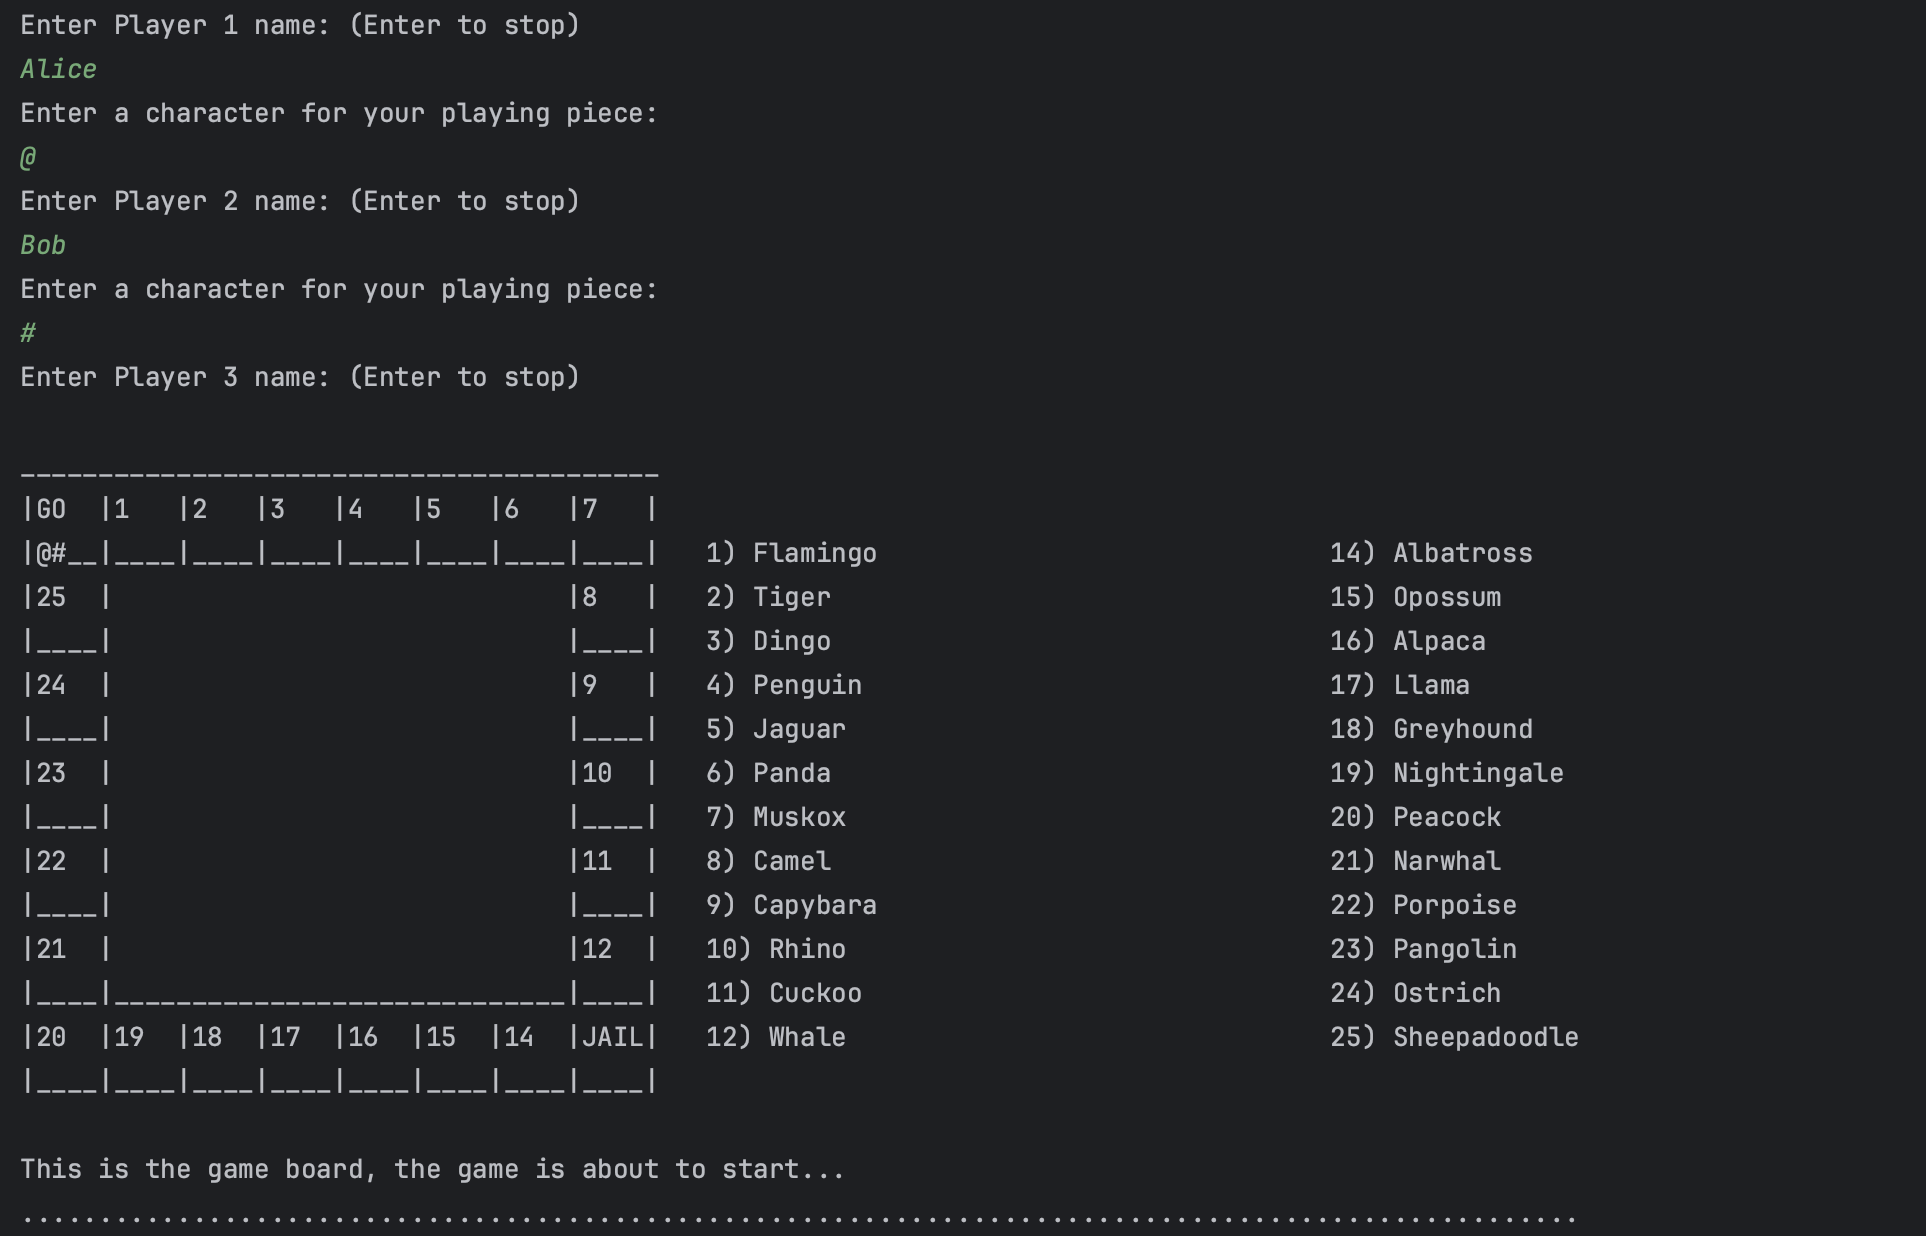 Enter Player 1 name: (Enter to stop)
Alice
Enter a character for your playing piece:
@
Enter Player 2 name: (Enter to stop)
Bob
Enter a character for your playing piece:
#
Enter Player 3 name: (Enter to stop)

_________________________________________
|GO  |1   |2   |3   |4   |5   |6   |7   |
|@#__|____|____|____|____|____|____|____|   1) Flamingo                             14) Albatross
|25  |                             |8   |   2) Tiger                                15) Opossum
|____|                             |____|   3) Dingo                                16) Alpaca
|24  |                             |9   |   4) Penguin                              17) Llama
|____|                             |____|   5) Jaguar                               18) Greyhound
|23  |                             |10  |   6) Panda                                19) Nightingale
|____|                             |____|   7) Muskox                               20) Peacock
|22  |                             |11  |   8) Camel                                21) Narwhal
|____|                             |____|   9) Capybara                             22) Porpoise
|21  |                             |12  |   10) Rhino                               23) Pangolin
|____|_____________________________|____|   11) Cuckoo                              24) Ostrich
|20  |19  |18  |17  |16  |15  |14  |JAIL|   12) Whale                               25) Sheepadoodle
|____|____|____|____|____|____|____|____|

This is the game board, the game is about to start...
....................................................................................................